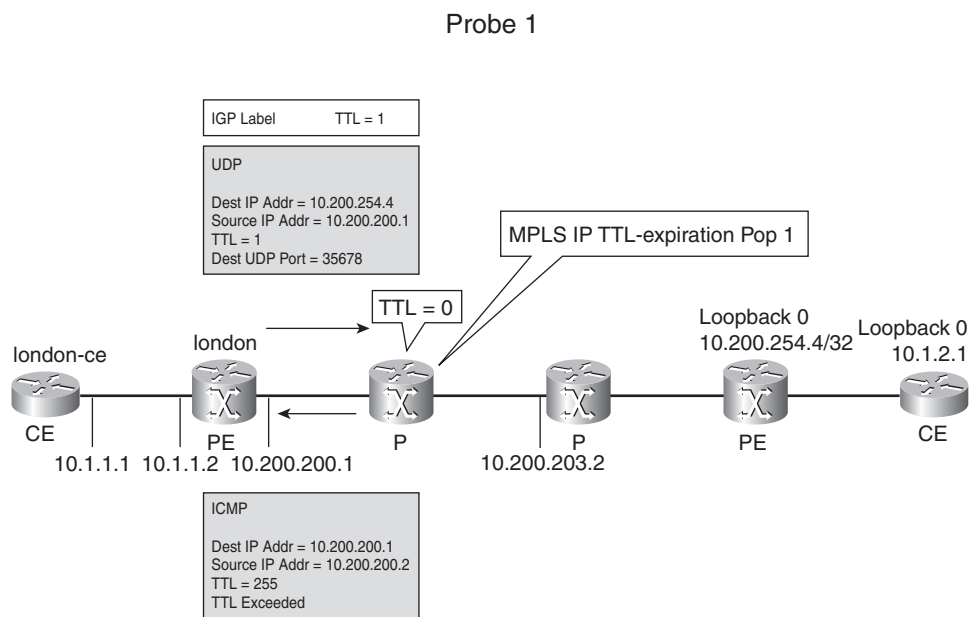 Probe 1
IGP Label TTL = 1
UDP
Dest IP Addr = 10.200.254.4
Source IP Addr = 10.200.200.1
TTL = 1
Dest UDP Port = 35678
MPLS IP TTL-expiration Pop 1
TTL = 0
Loopback 0
10.200.254.4/32
Loopback 0
10.1.2.1
london-ce
london
CE
PE
P
P
PE
CE
10.1.1.1
10.1.1.2
10.200.200.1
10.200.203.2
ICMP
Dest IP Addr = 10.200.200.1
Source IP Addr = 10.200.200.2
TTL = 255
TTL Exceeded